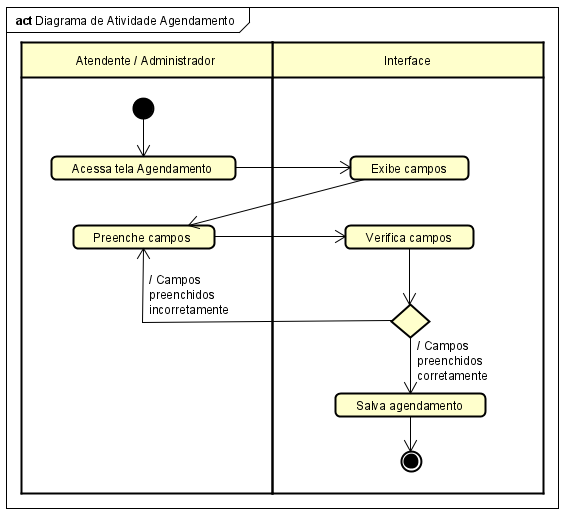 act Diagrama de Atividade Agendamento
Atendente / Administrador
Interface
Acessa tela Agendamento
Exibe campos
Preenche campos
Verifica campos
/ Campos
preenchidos
incorretamente
/ Campos
preenchidos
corretamente
Salva agendamento